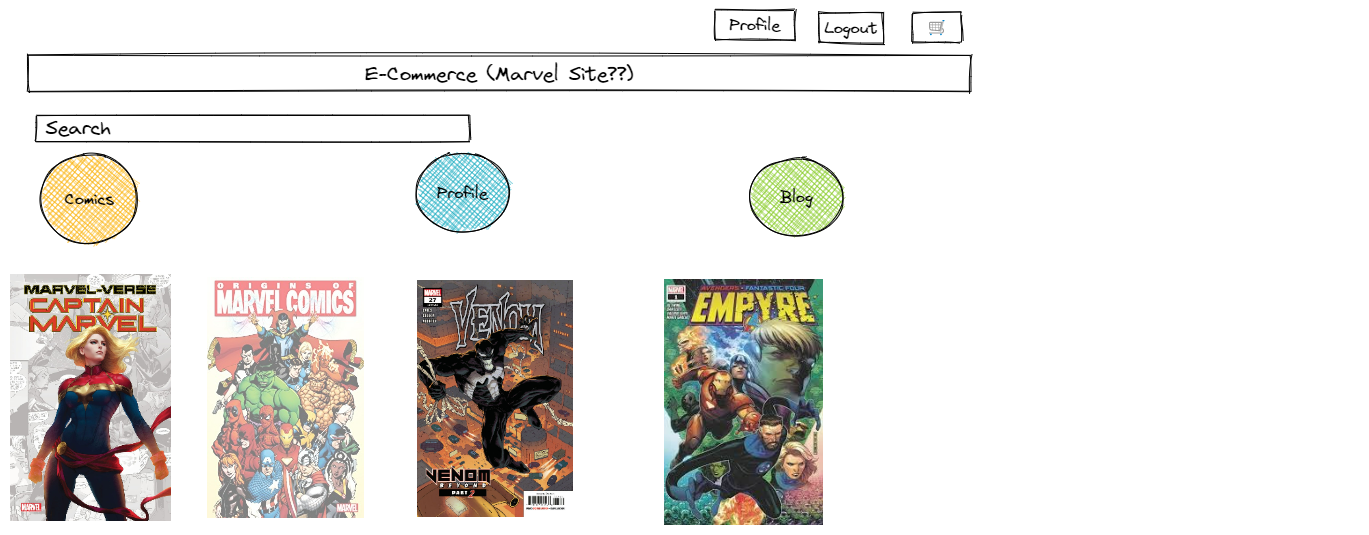 Profile
Logout
E-Commerce (Marvel Site??)
Search
Comics
Profile
Blog
MARVEL-VERSE
CAPTAIN
MARVEL
MARVEL
ORIGINS OF
MARVEL COMICS
MARVEL
MARVEL
27
VENOM
VENOM
BEYOND
PART 2
MARVEL
1
AVENGERS FANTASTIC FOUR
EMPYRE